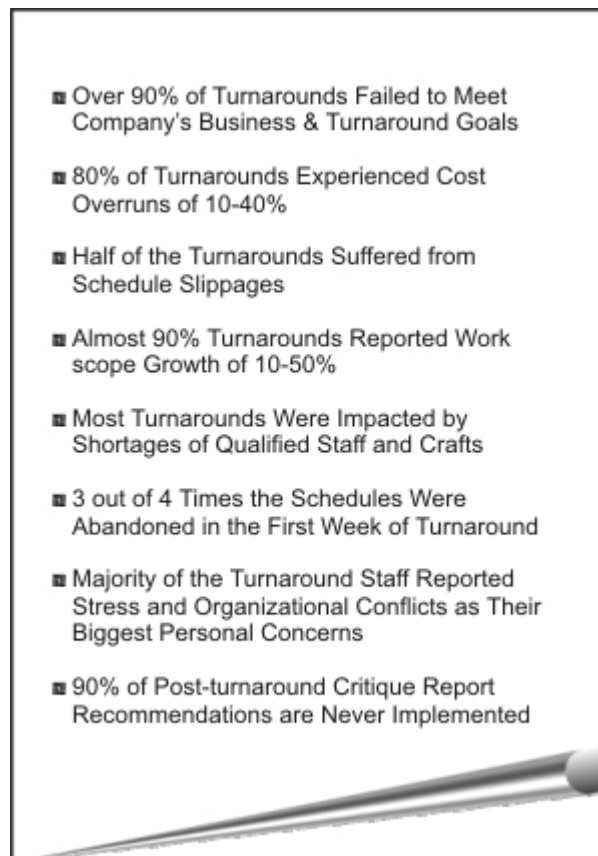 Over 90% of Turnarounds Failed to Meet
Company's Business & Turnaround Goals
80% of Turnarounds Experienced Cost
Overruns of 10-40%
Half of the Turnarounds Suffered from
Schedule Slippages
Almost 90% Turnarounds Reported Work
scope Growth of 10-50%
Most Turnarounds Were Impacted by
Shortages of Qualified Staff and Crafts
3 out of 4 Times the Schedules Were
Abandoned in the First Week of Turnaround
Majority of the Turnaround Staff Reported
Stress and Organizational Conflicts as Their
Biggest Personal Concerns
90% of Post-turnaround Critique Report
Recommendations are Never Implemented